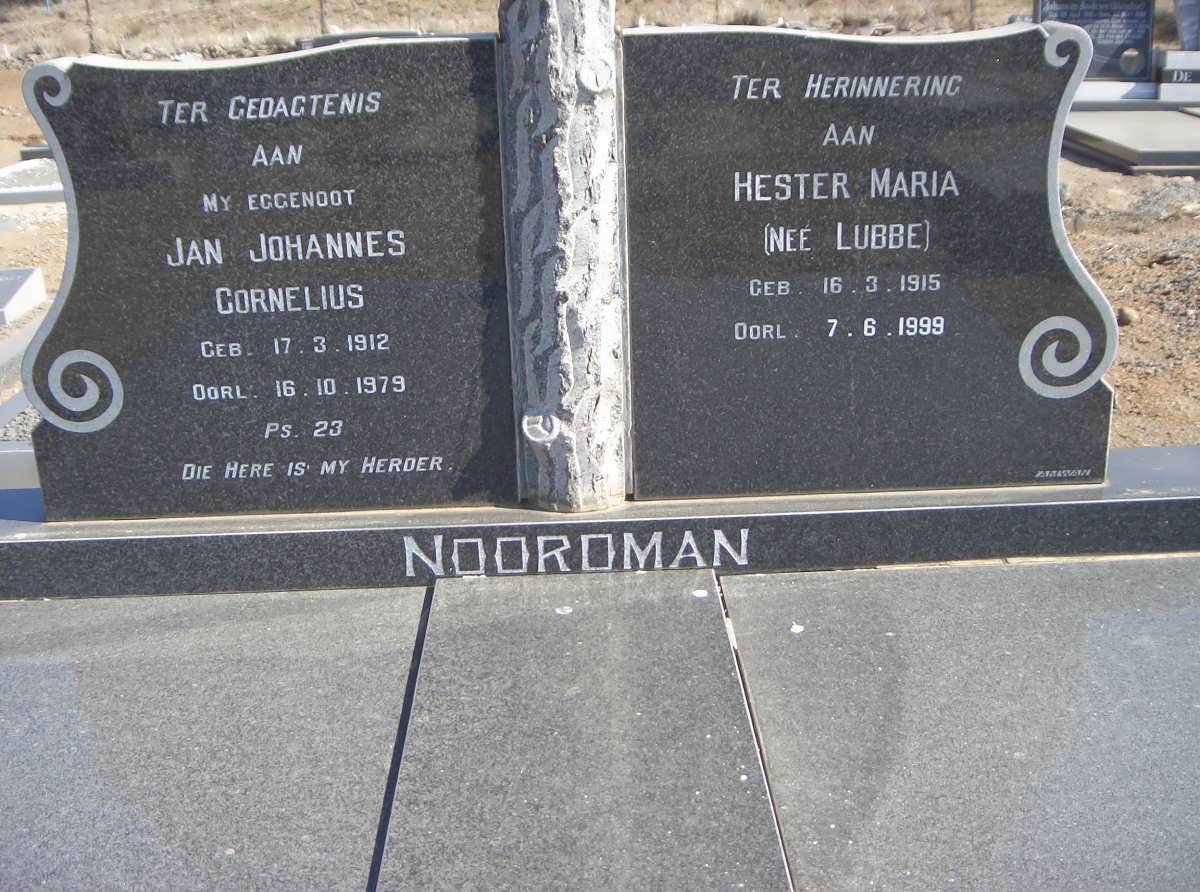 TER GEDAGTENIS
AAN
MY EGGENOOT
JAN JOHANNES
CORNELIUS
GEB. 17.3.1912
OORL. 16.10.1979
PS. 23
DIE HERE IS MY HERDER.
TER HERINNERING
AAN
HESTER MARIA
(NEÉ LUBBE)
GEB. 16.3.1915
OORL. 7.6.1999
NOORDMAN
DE